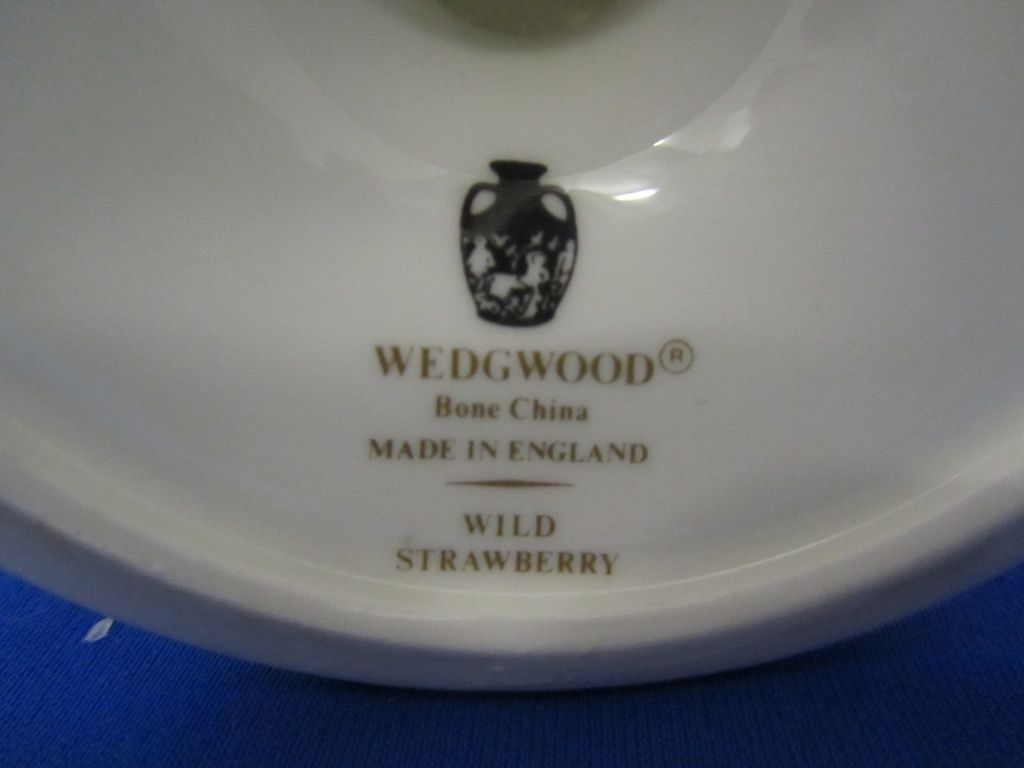 WEDGWOOD®
Bone China
MADE IN ENGLAND
WILD
STRAWBERRY